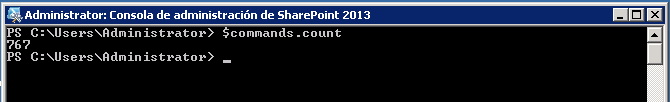 Administrator: Consola de administración de SharePoint 2013
PS C:\Users\Administrator> $commands.count
767
PS C:\Users\Administrator> _